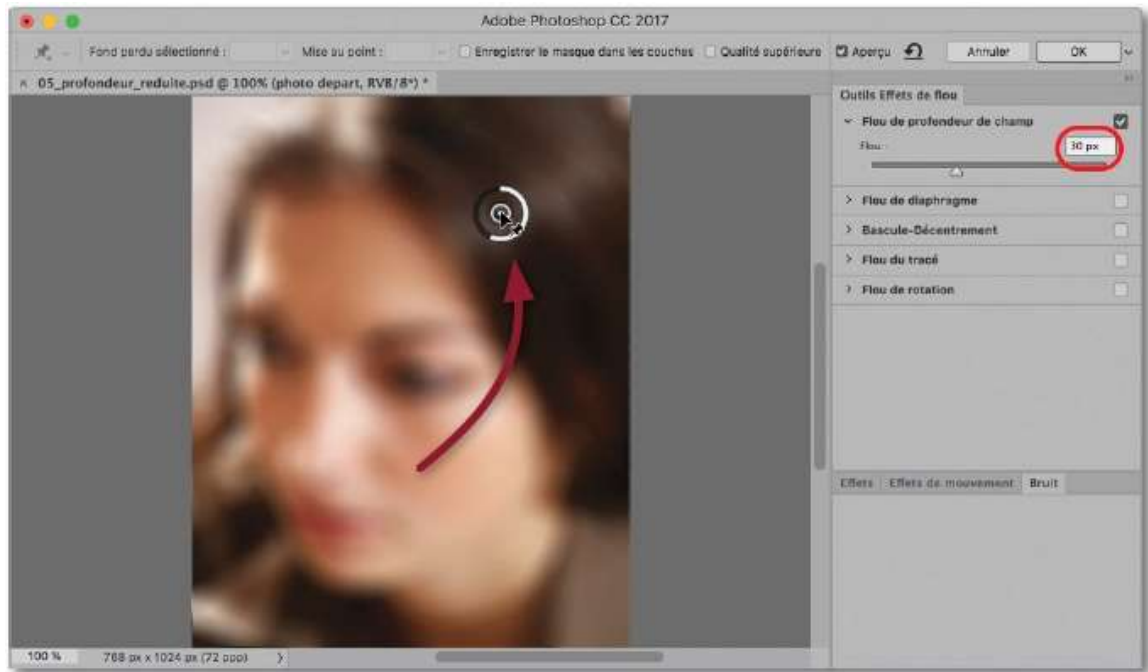 Adobe Photoshop CC 2017
Fond perdu sélectionné : Mise au point : Enregistrer le masque dans les couches Qualité supérieure Aperçu Annuler OK
× 05_profondeur_reduite.psd @ 100% (photo depart, RVB/8*) *
Outils Effets de flou
Flou de profondeur de champ
Flou : 30 px
> Flou de diaphragme
> Bascule-Décentrement
> Flou du tracé
> Flou de rotation
Effets Effets de mouvement Bruit
100 % 768 px x 1024 px (72 ppp) >